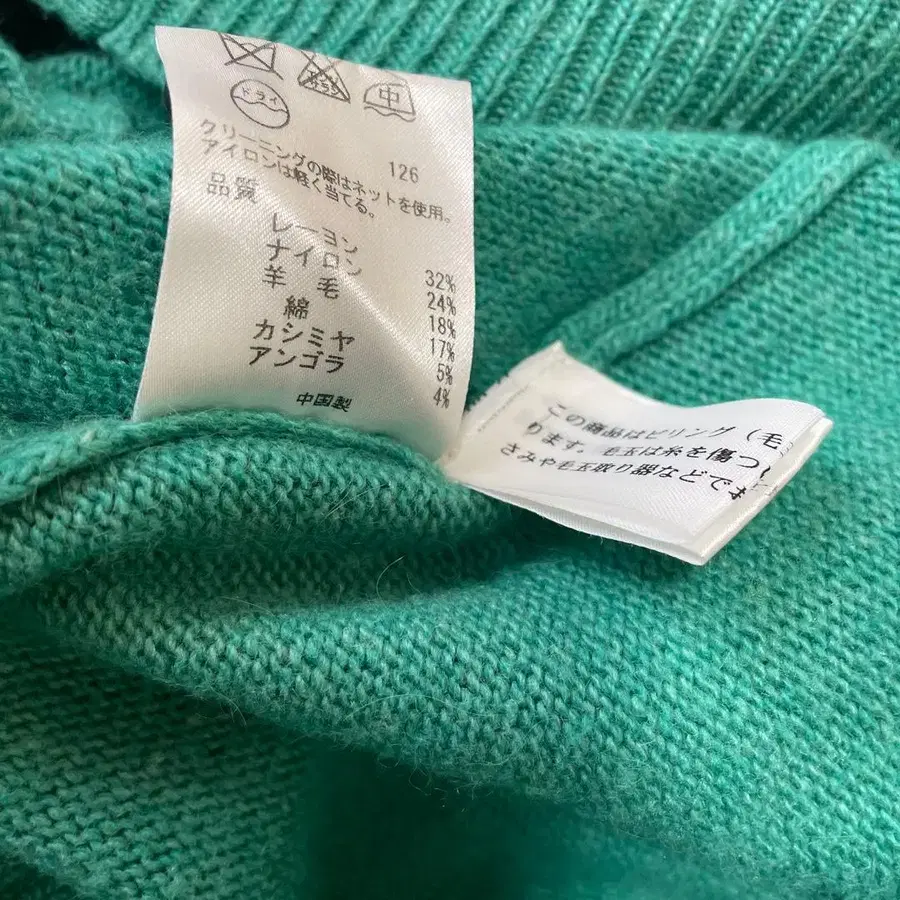 サラシ
中
ドライ
クリーニングの際はネットを使用。
アイロンは軽く当てる。
126
品質
レーヨン 32%
ナイロン 24%
羊毛 18%
綿 17%
カシミヤ 5%
アンゴラ 4%
中国製
この商品はピリング（毛
ります。毛玉は糸を傷つ
さみや毛玉取り器などで